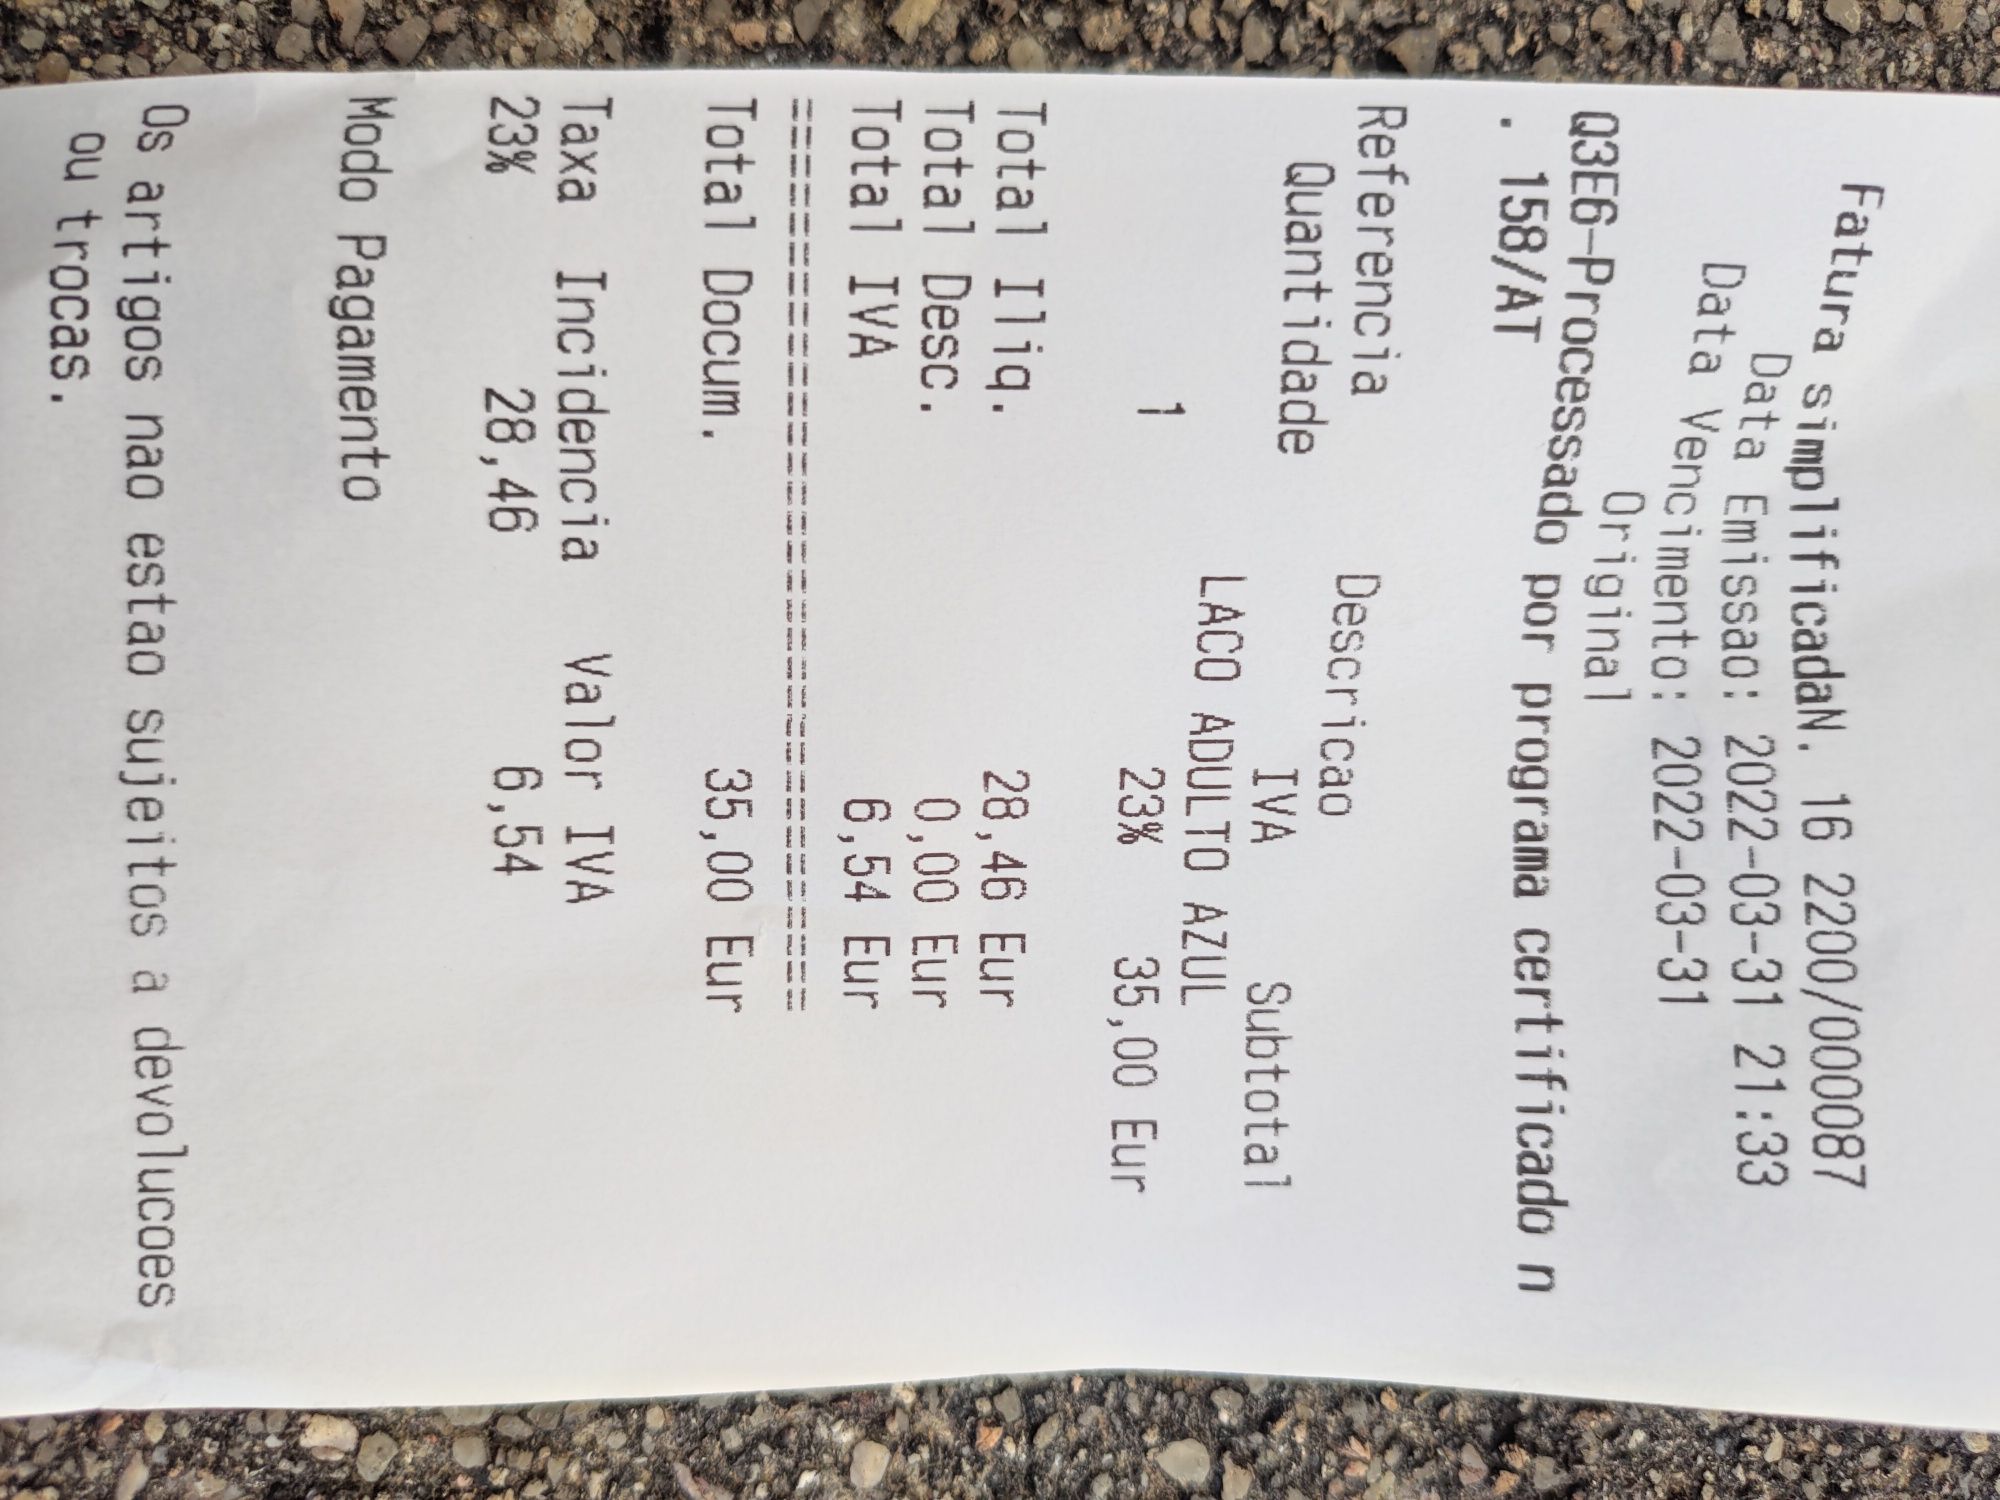 Fatura simplificadaN. 16 2200/000087
Data Emissao: 2022-03-31 21:33
Data Vencimento: 2022-03-31
Original
Q3E6-Processado por programa certificado n
. 158/AT
Referencia Descricao
Quantidade IVA Subtotal
LACO ADULTO AZUL
1 23% 35,00 Eur
Total Iliq. 28,46 Eur
Total Desc. 0,00 Eur
Total IVA 6,54 Eur
=====================================
Total Docum. 35,00 Eur
Taxa Incidencia Valor IVA
23% 28,46 6,54
Modo Pagamento
Os artigos nao estao sujeitos a devolucoes
ou trocas.